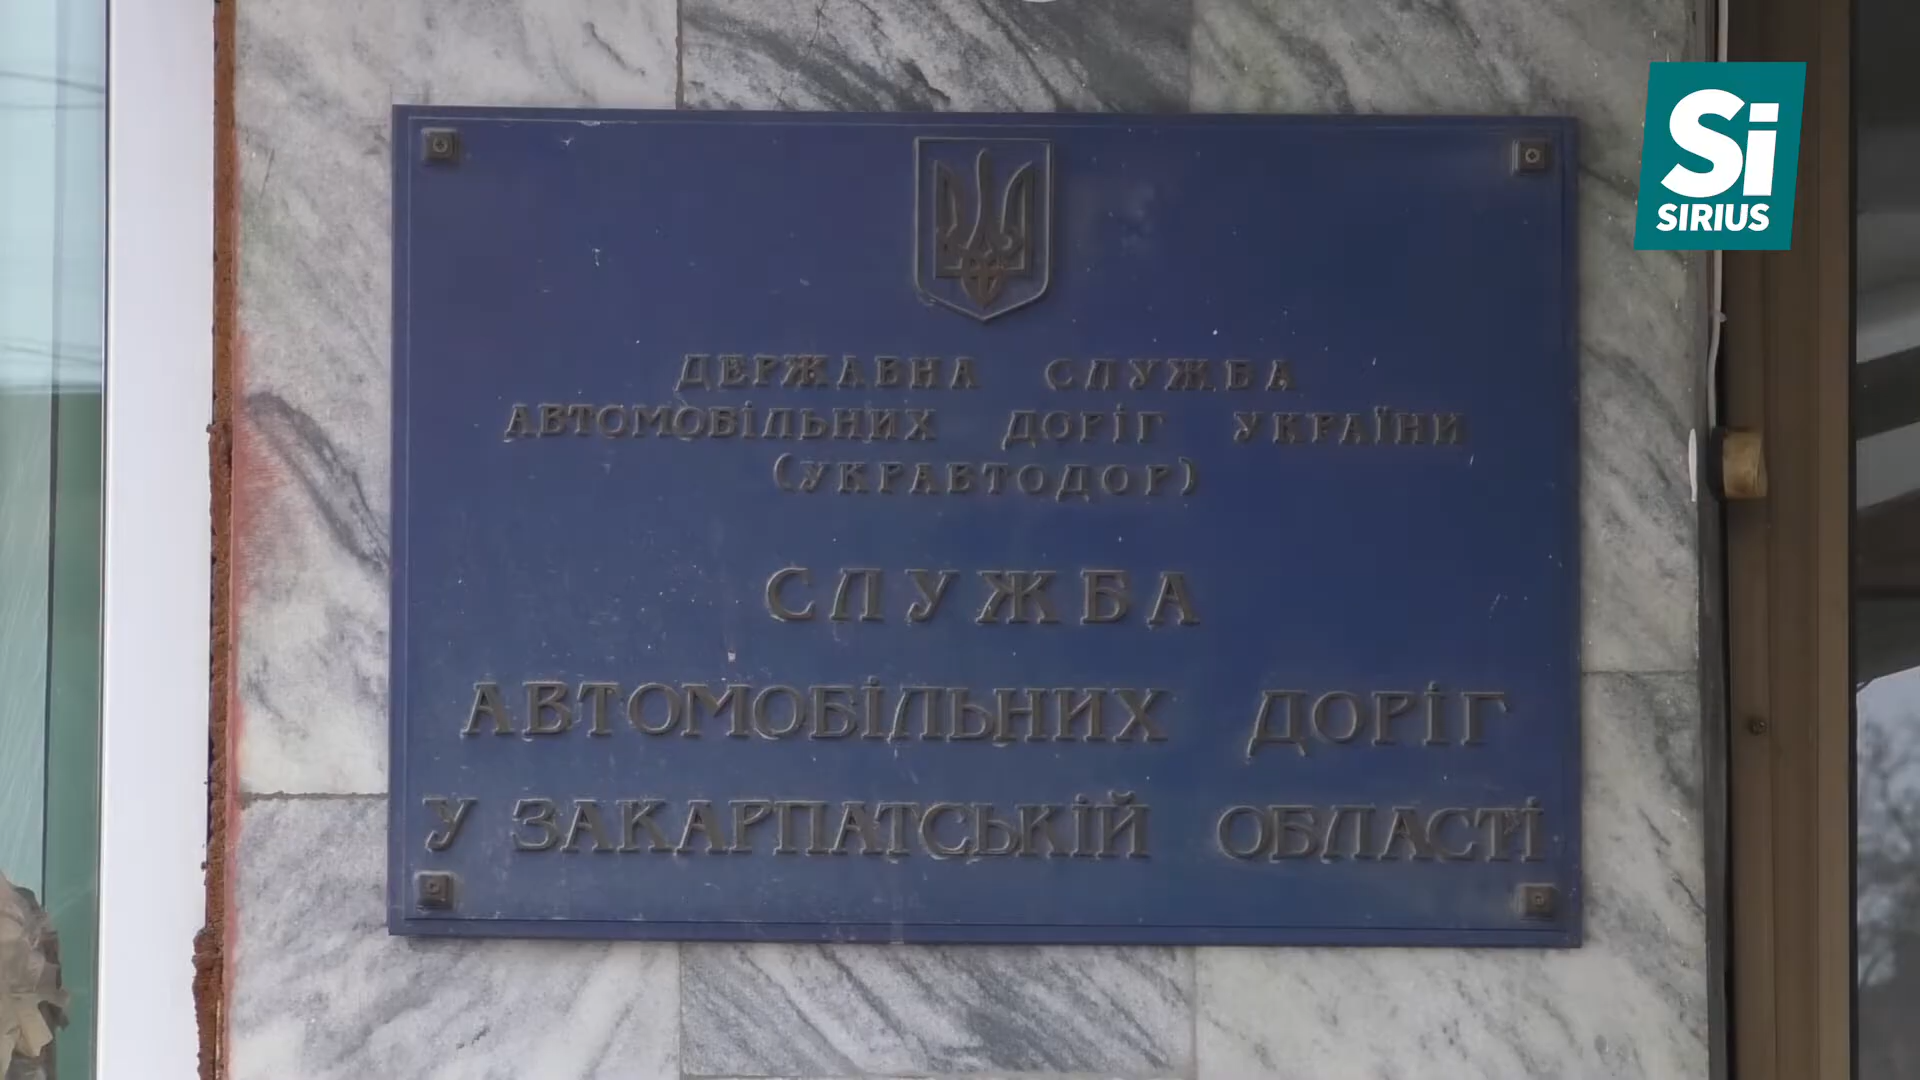 Si
SIRIUS
ДЕРЖАВНА СЛУЖБА
АВТОМОБІЛЬНИХ ДОРІГ УКРАЇНИ
(УКРАВТОДОР)
СЛУЖБА
АВТОМОБІЛЬНИХ ДОРІГ
У ЗАКАРПАТСЬКІЙ ОБЛАСТІ